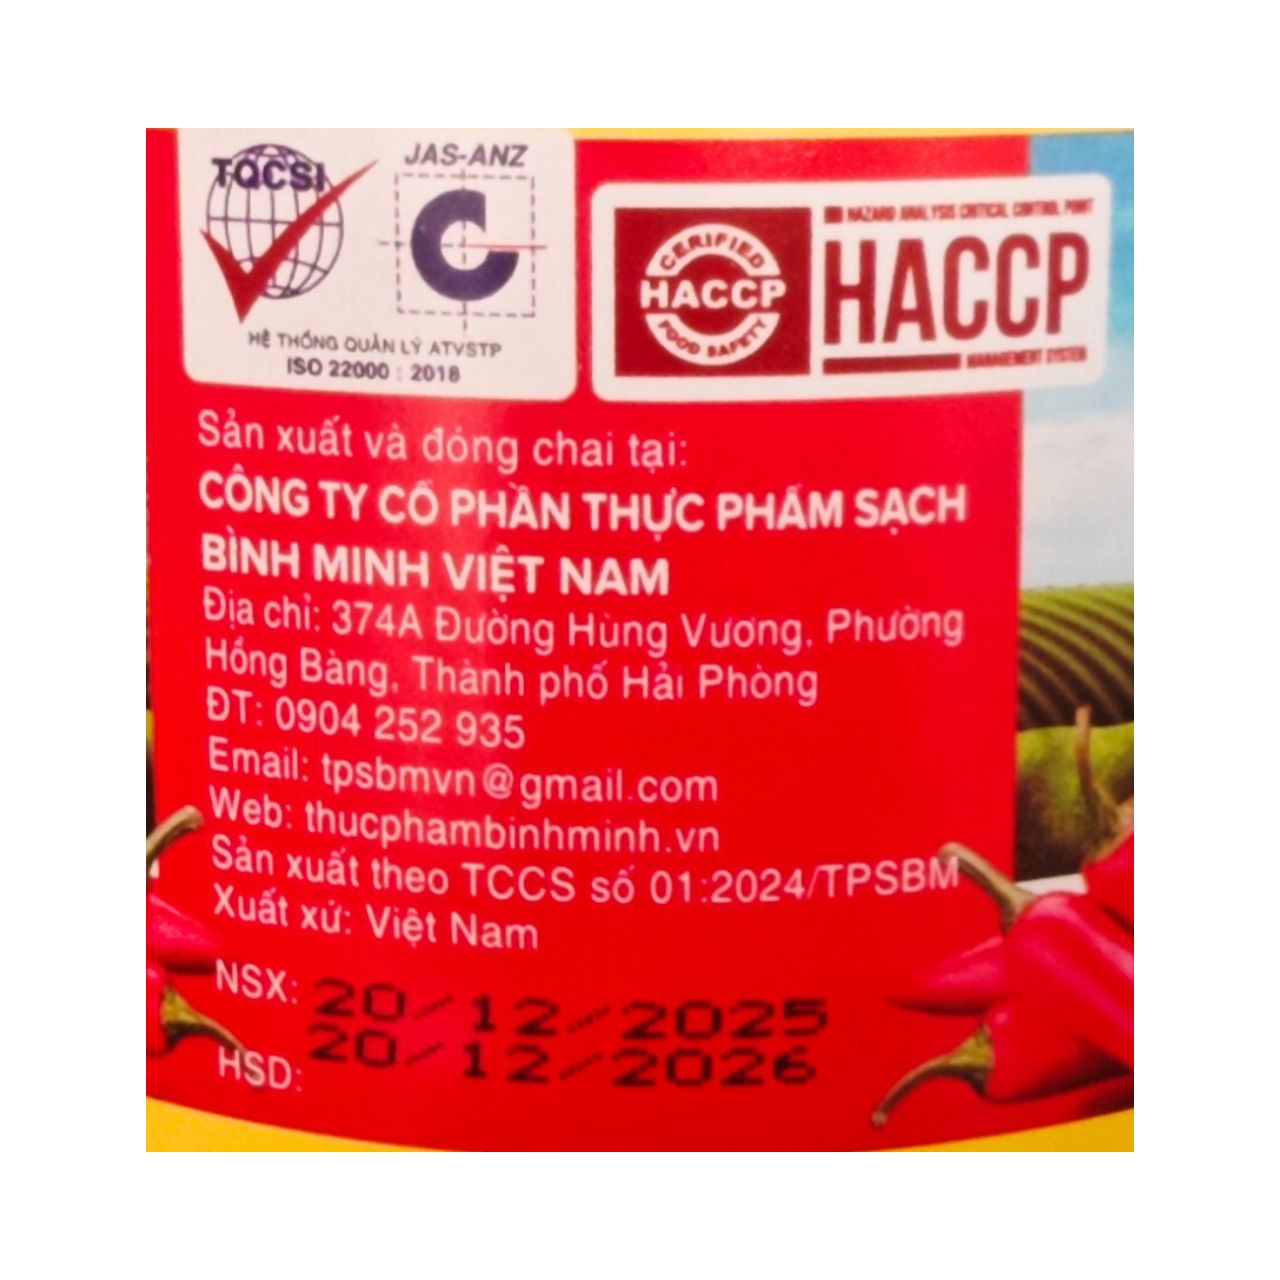 TQCSI
JAS-ANZ
HỆ THỐNG QUẢN LÝ ATVSTP
ISO 22000 : 2018
CERTIFIED
HACCP
FOOD SAFETY
HAZARD ANALYSIS CRITICAL CONTROL POINT
HACCP
MANAGEMENT SYSTEM
Sản xuất và đóng chai tại:
CÔNG TY CỔ PHẦN THỰC PHẨM SẠCH
BÌNH MINH VIỆT NAM
Địa chỉ: 374A Đường Hùng Vương, Phường
Hồng Bàng, Thành phố Hải Phòng
ĐT: 0904 252 935
Email: tpsbmvn@gmail.com
Web: thucphambinhminh.vn
Sản xuất theo TCCS số 01:2024/TPSBM
Xuất xứ: Việt Nam
NSX: 20/12/2025
HSD: 20/12/2026